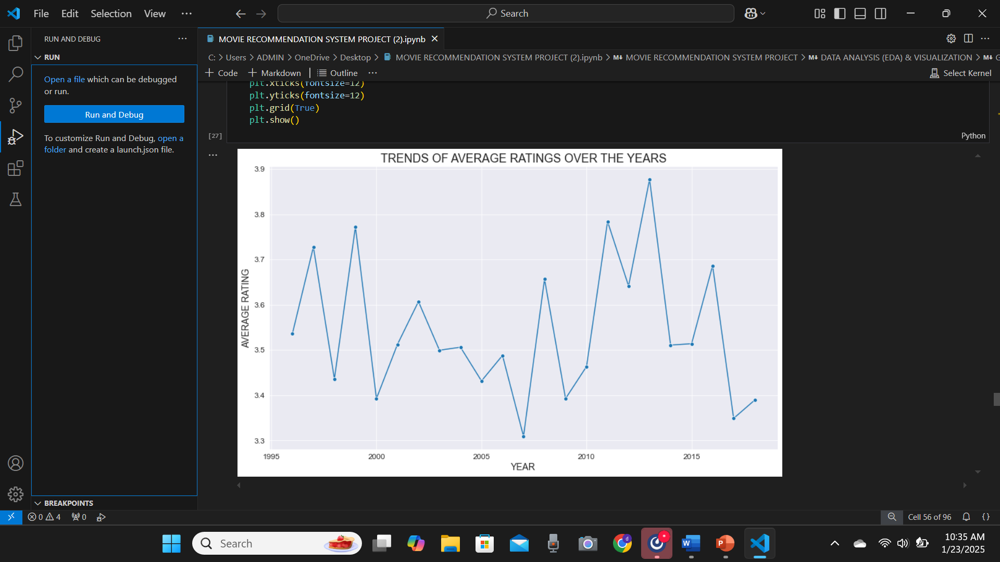 File Edit Selection View ··· Search
RUN AND DEBUG ···
MOVIE RECOMMENDATION SYSTEM PROJECT (2).ipynb
RUN
C: > Users > ADMIN > OneDrive > Desktop > MOVIE RECOMMENDATION SYSTEM PROJECT (2).ipynb > M↓ MOVIE RECOMMENDATION SYSTEM PROJECT > M↓ DATA ANALYSIS (EDA) & VISUALIZATION > M↓ G
+ Code + Markdown Outline ··· Select Kernel
Open a file which can be debugged
or run.
Run and Debug
To customize Run and Debug, open a
folder and create a launch.json file.
plt.xticks(fontsize=12)
plt.yticks(fontsize=12)
plt.grid(True)
plt.show()
[27] Python
TRENDS OF AVERAGE RATINGS OVER THE YEARS
AVERAGE RATING
3.9
3.8
3.7
3.6
3.5
3.4
3.3
1995 2000 2005 2010 2015
YEAR
BREAKPOINTS
0 4 0 Cell 56 of 96 {}
Search d W P 10:35 AM
1/23/2025